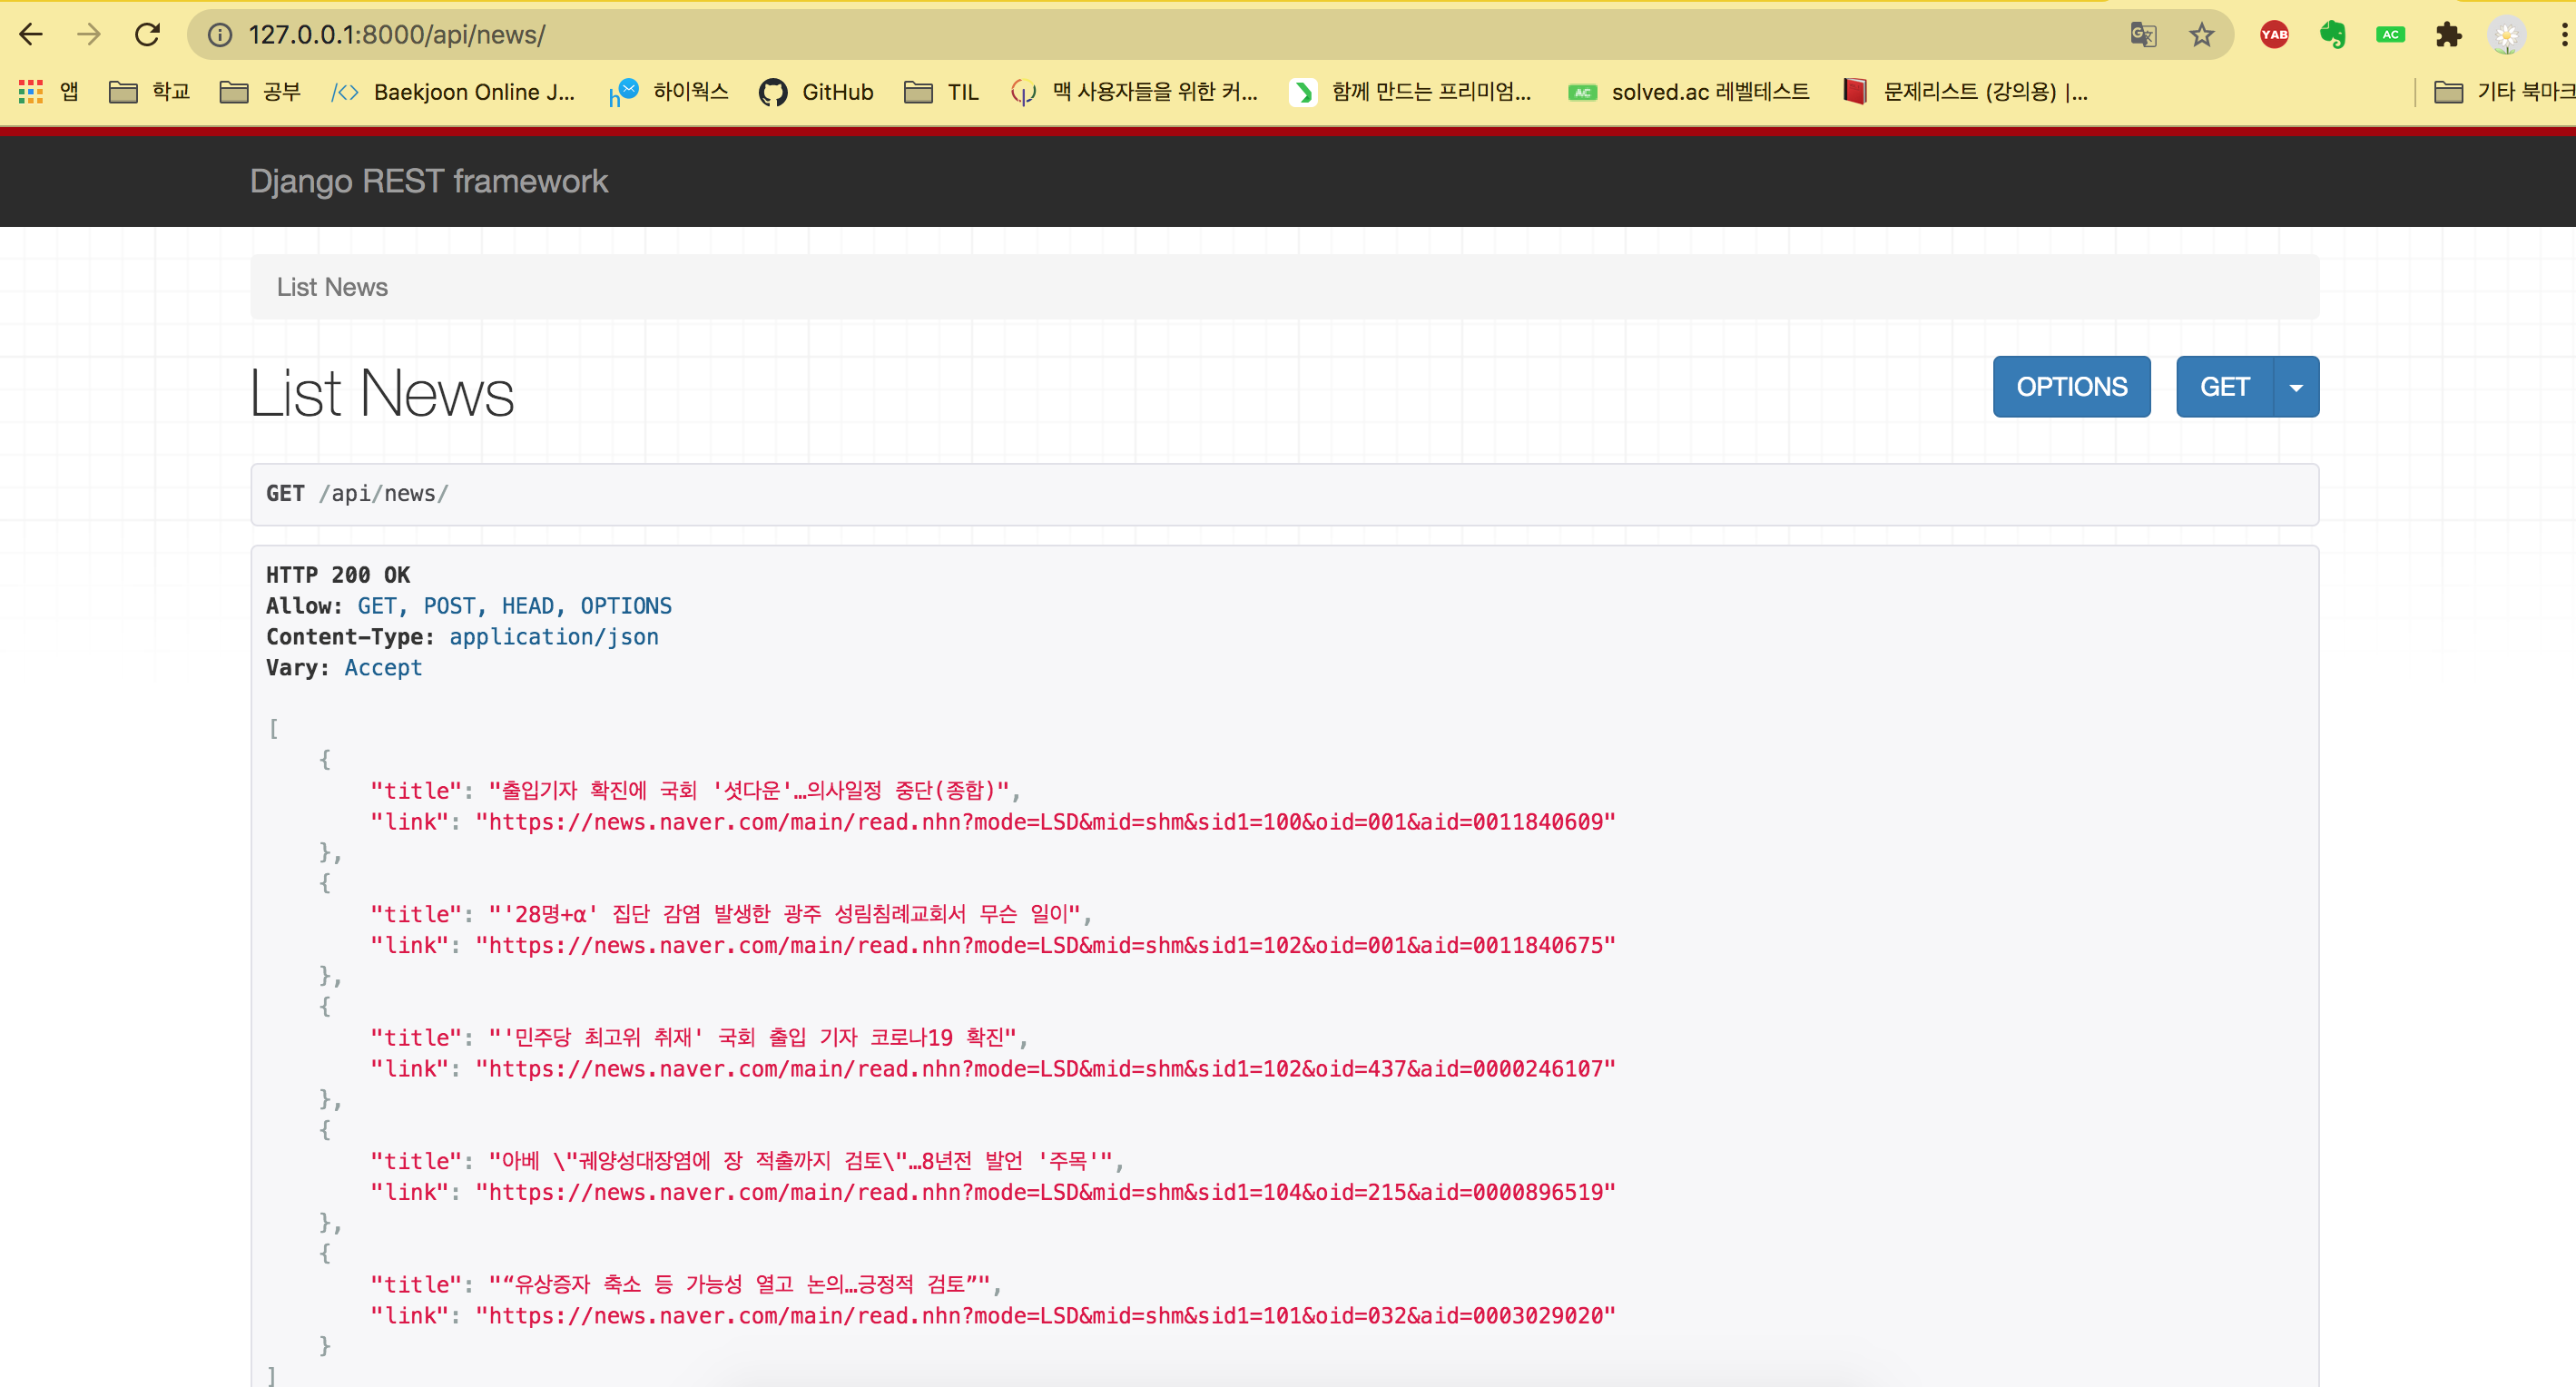 127.0.0.1:8000/api/news/
YAB
AC
앱 학교 공부 Baekjoon Online J... 하이웍스 GitHub TIL 맥 사용자들을 위한 커... 함께 만드는 프리미엄... AC solved.ac 레벨테스트 문제리스트 (강의용) |... 기타 북마크
Django REST framework
List News
List News
OPTIONS GET
GET /api/news/
HTTP 200 OK
Allow: GET, POST, HEAD, OPTIONS
Content-Type: application/json
Vary: Accept
[
{
"title": "출입기자 확진에 국회 '셧다운'…의사일정 중단(종합)",
"link": "https://news.naver.com/main/read.nhn?mode=LSD&mid=shm&sid1=100&oid=001&aid=0011840609"
},
{
"title": "'28명+α' 집단 감염 발생한 광주 성림침례교회서 무슨 일이",
"link": "https://news.naver.com/main/read.nhn?mode=LSD&mid=shm&sid1=102&oid=001&aid=0011840675"
},
{
"title": "'민주당 최고위 취재' 국회 출입 기자 코로나19 확진",
"link": "https://news.naver.com/main/read.nhn?mode=LSD&mid=shm&sid1=102&oid=437&aid=0000246107"
},
{
"title": "아베 \"궤양성대장염에 장 적출까지 검토\"…8년전 발언 '주목'",
"link": "https://news.naver.com/main/read.nhn?mode=LSD&mid=shm&sid1=104&oid=215&aid=0000896519"
},
{
"title": "“유상증자 축소 등 가능성 열고 논의…긍정적 검토”",
"link": "https://news.naver.com/main/read.nhn?mode=LSD&mid=shm&sid1=101&oid=032&aid=0003029020"
}
]